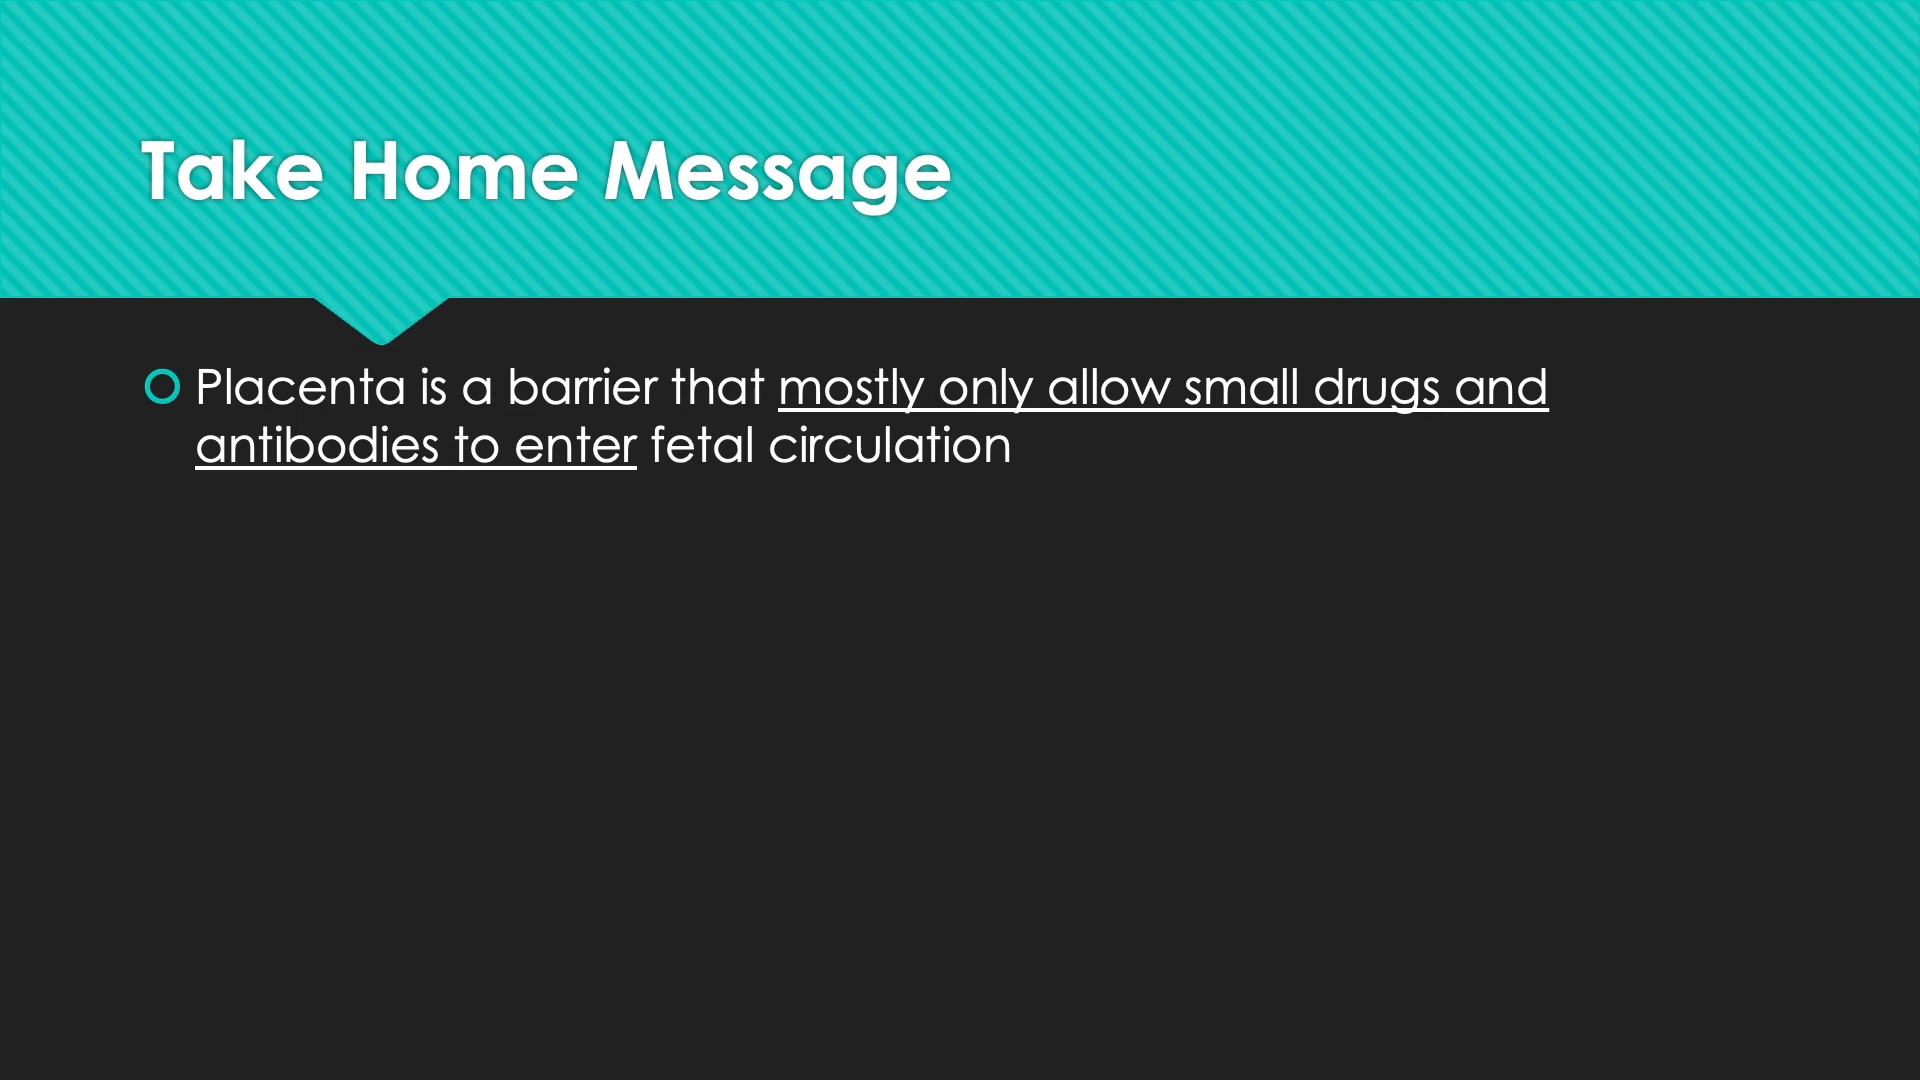 Take Home Message
Placenta is a barrier that mostly only allow small drugs and
antibodies to enter fetal circulation